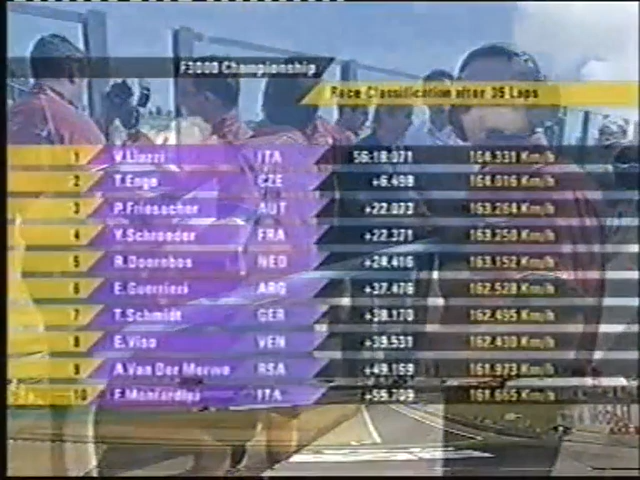 F3000 Championship
Race Classification after 35 Laps
1 V.Liuzzi ITA 56:18.071 164.331 Km/h
2 T.Enge CZE +6.498 164.016 Km/h
3 P.Friesacher AUT +22.073 163.264 Km/h
4 Y.Schroeder FRA +22.371 163.250 Km/h
5 R.Doornbos NED +24.416 163.152 Km/h
6 E.Guerrieri ARG +37.476 162.528 Km/h
7 T.Schmidt GER +38.170 162.495 Km/h
8 E.Viso VEN +39.531 162.430 Km/h
9 A.Van Der Merwe RSA +49.169 161.973 Km/h
10 ITA +55.709 161.665 Km/h